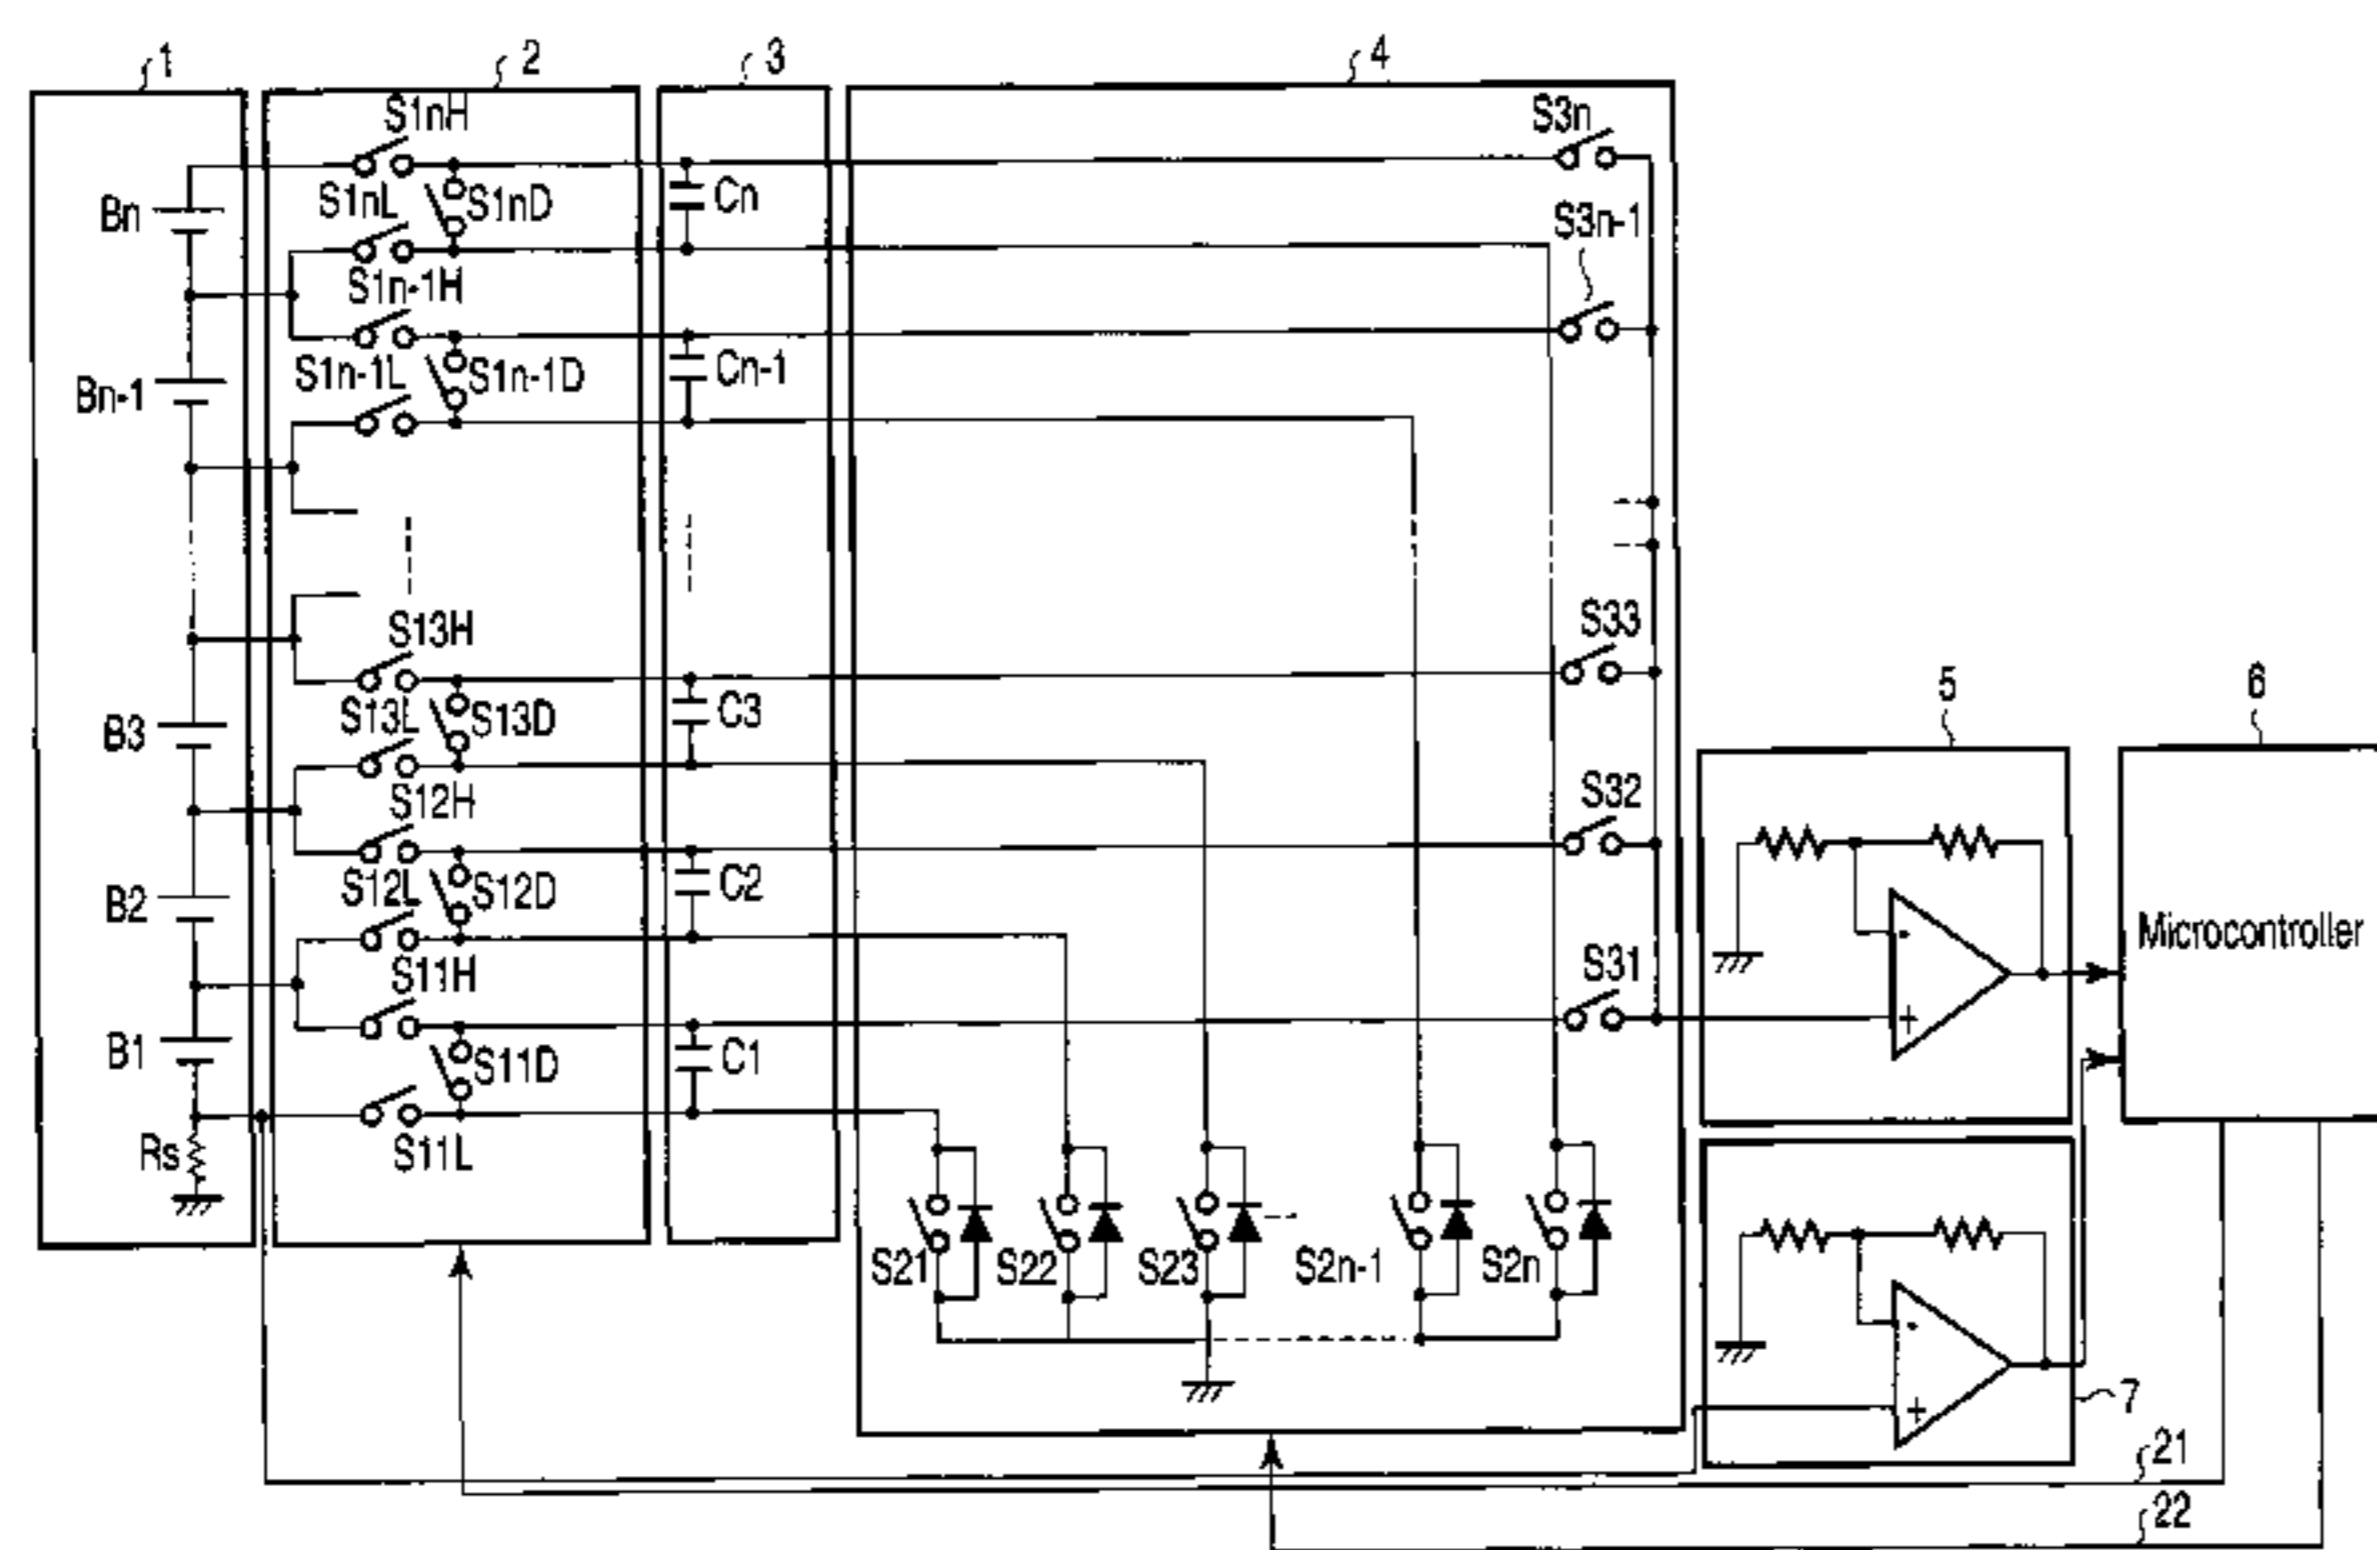 1
2
3
4
S1nH
S3n
S1nL
S1nD
Cn
Bn
S3n-1
S1n-1H
S1n-1L
S1n-1D
Cn-1
Bn-1
S13H
S33
S13L
S13D
C3
B3
5
6
S12H
S32
S12L
S12D
C2
B2
Microcontroller
-
S11H
S31
+
B1
S11D
C1
Rs
S11L
S21
S22
S23
S2n-1
S2n
-
+
7
21
22